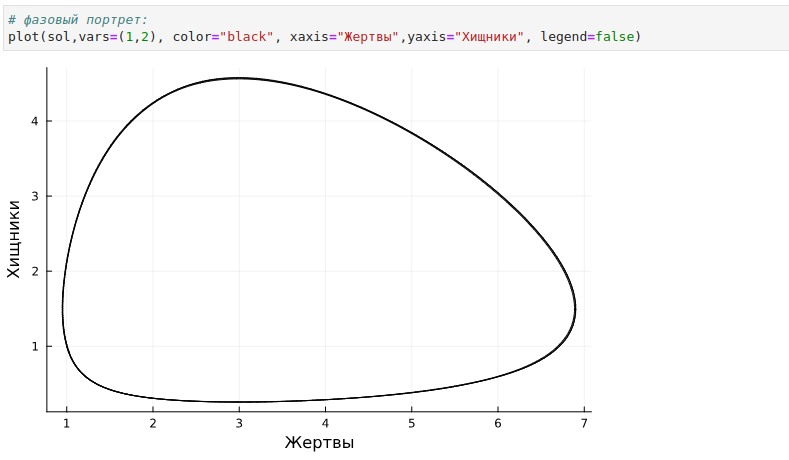 # фазовый портрет:
plot(sol,vars=(1,2), color="black", xaxis="Жертвы",yaxis="Хищники", legend=false)
4
3
2
1
Хищники
1 2 3 4 5 6 7
Жертвы